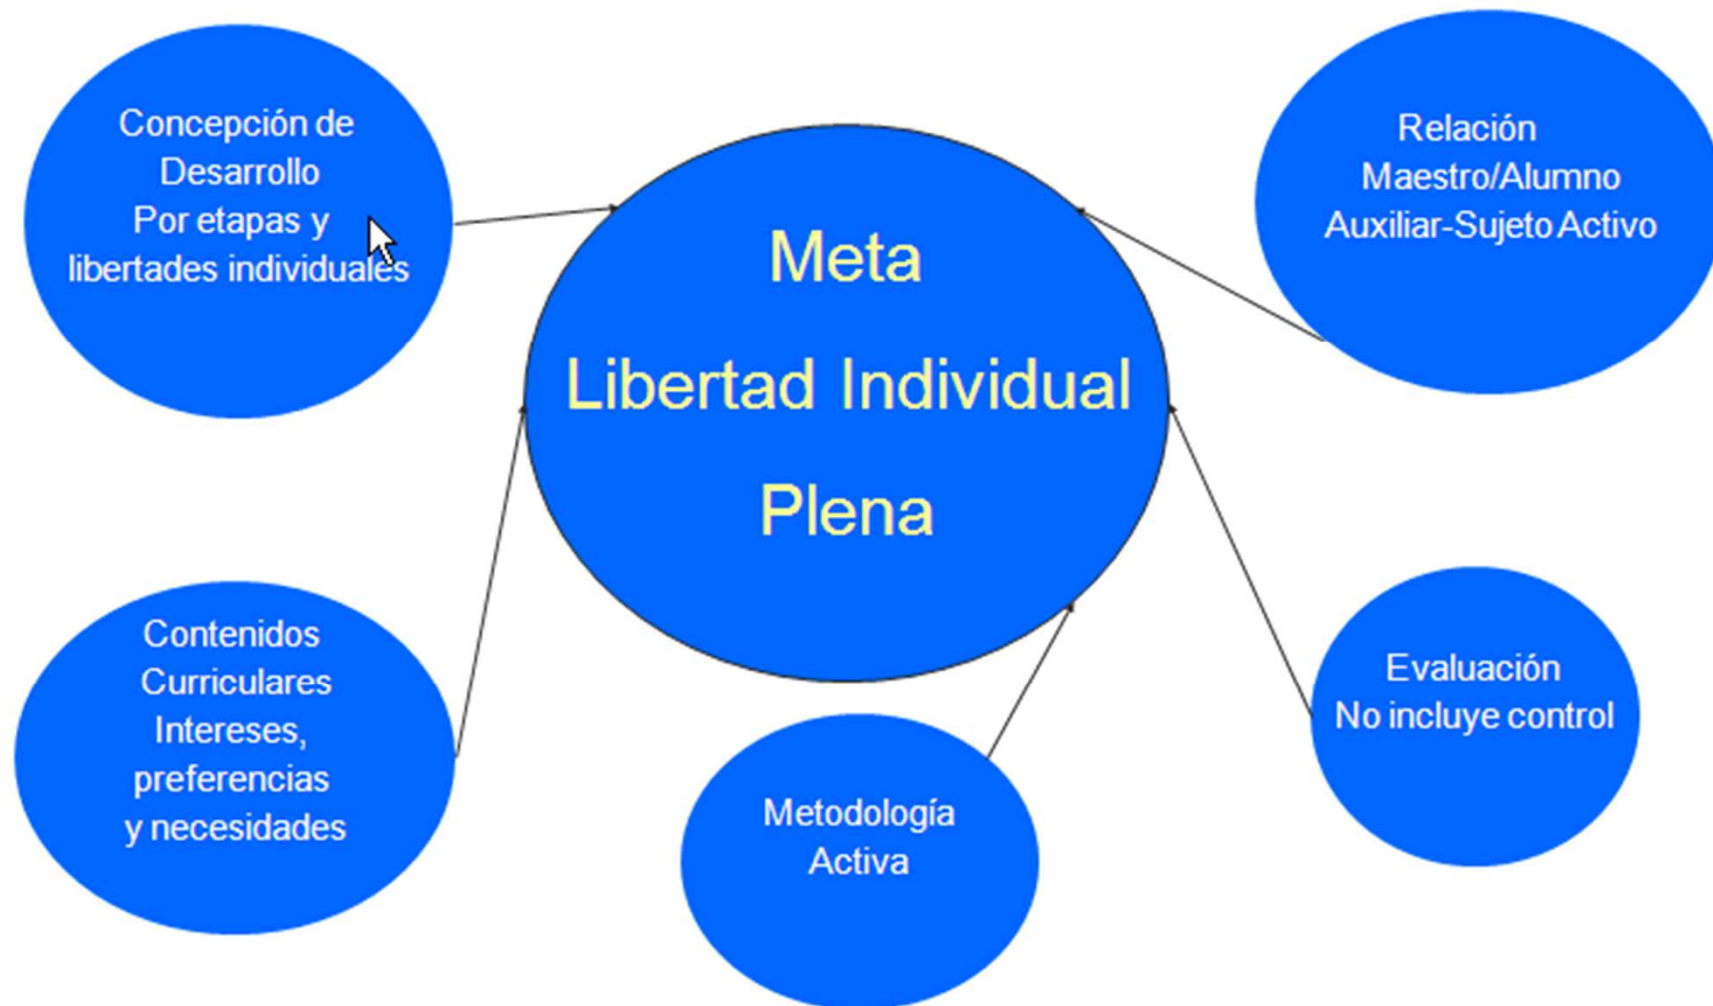 Concepción de
Desarrollo
Por etapas y
libertades individuales
Meta
Libertad Individual
Plena
Relación
Maestro/Alumno
Auxiliar-Sujeto Activo
Contenidos
Curriculares
Intereses,
preferencias
y necesidades
Metodología
Activa
Evaluación
No incluye control